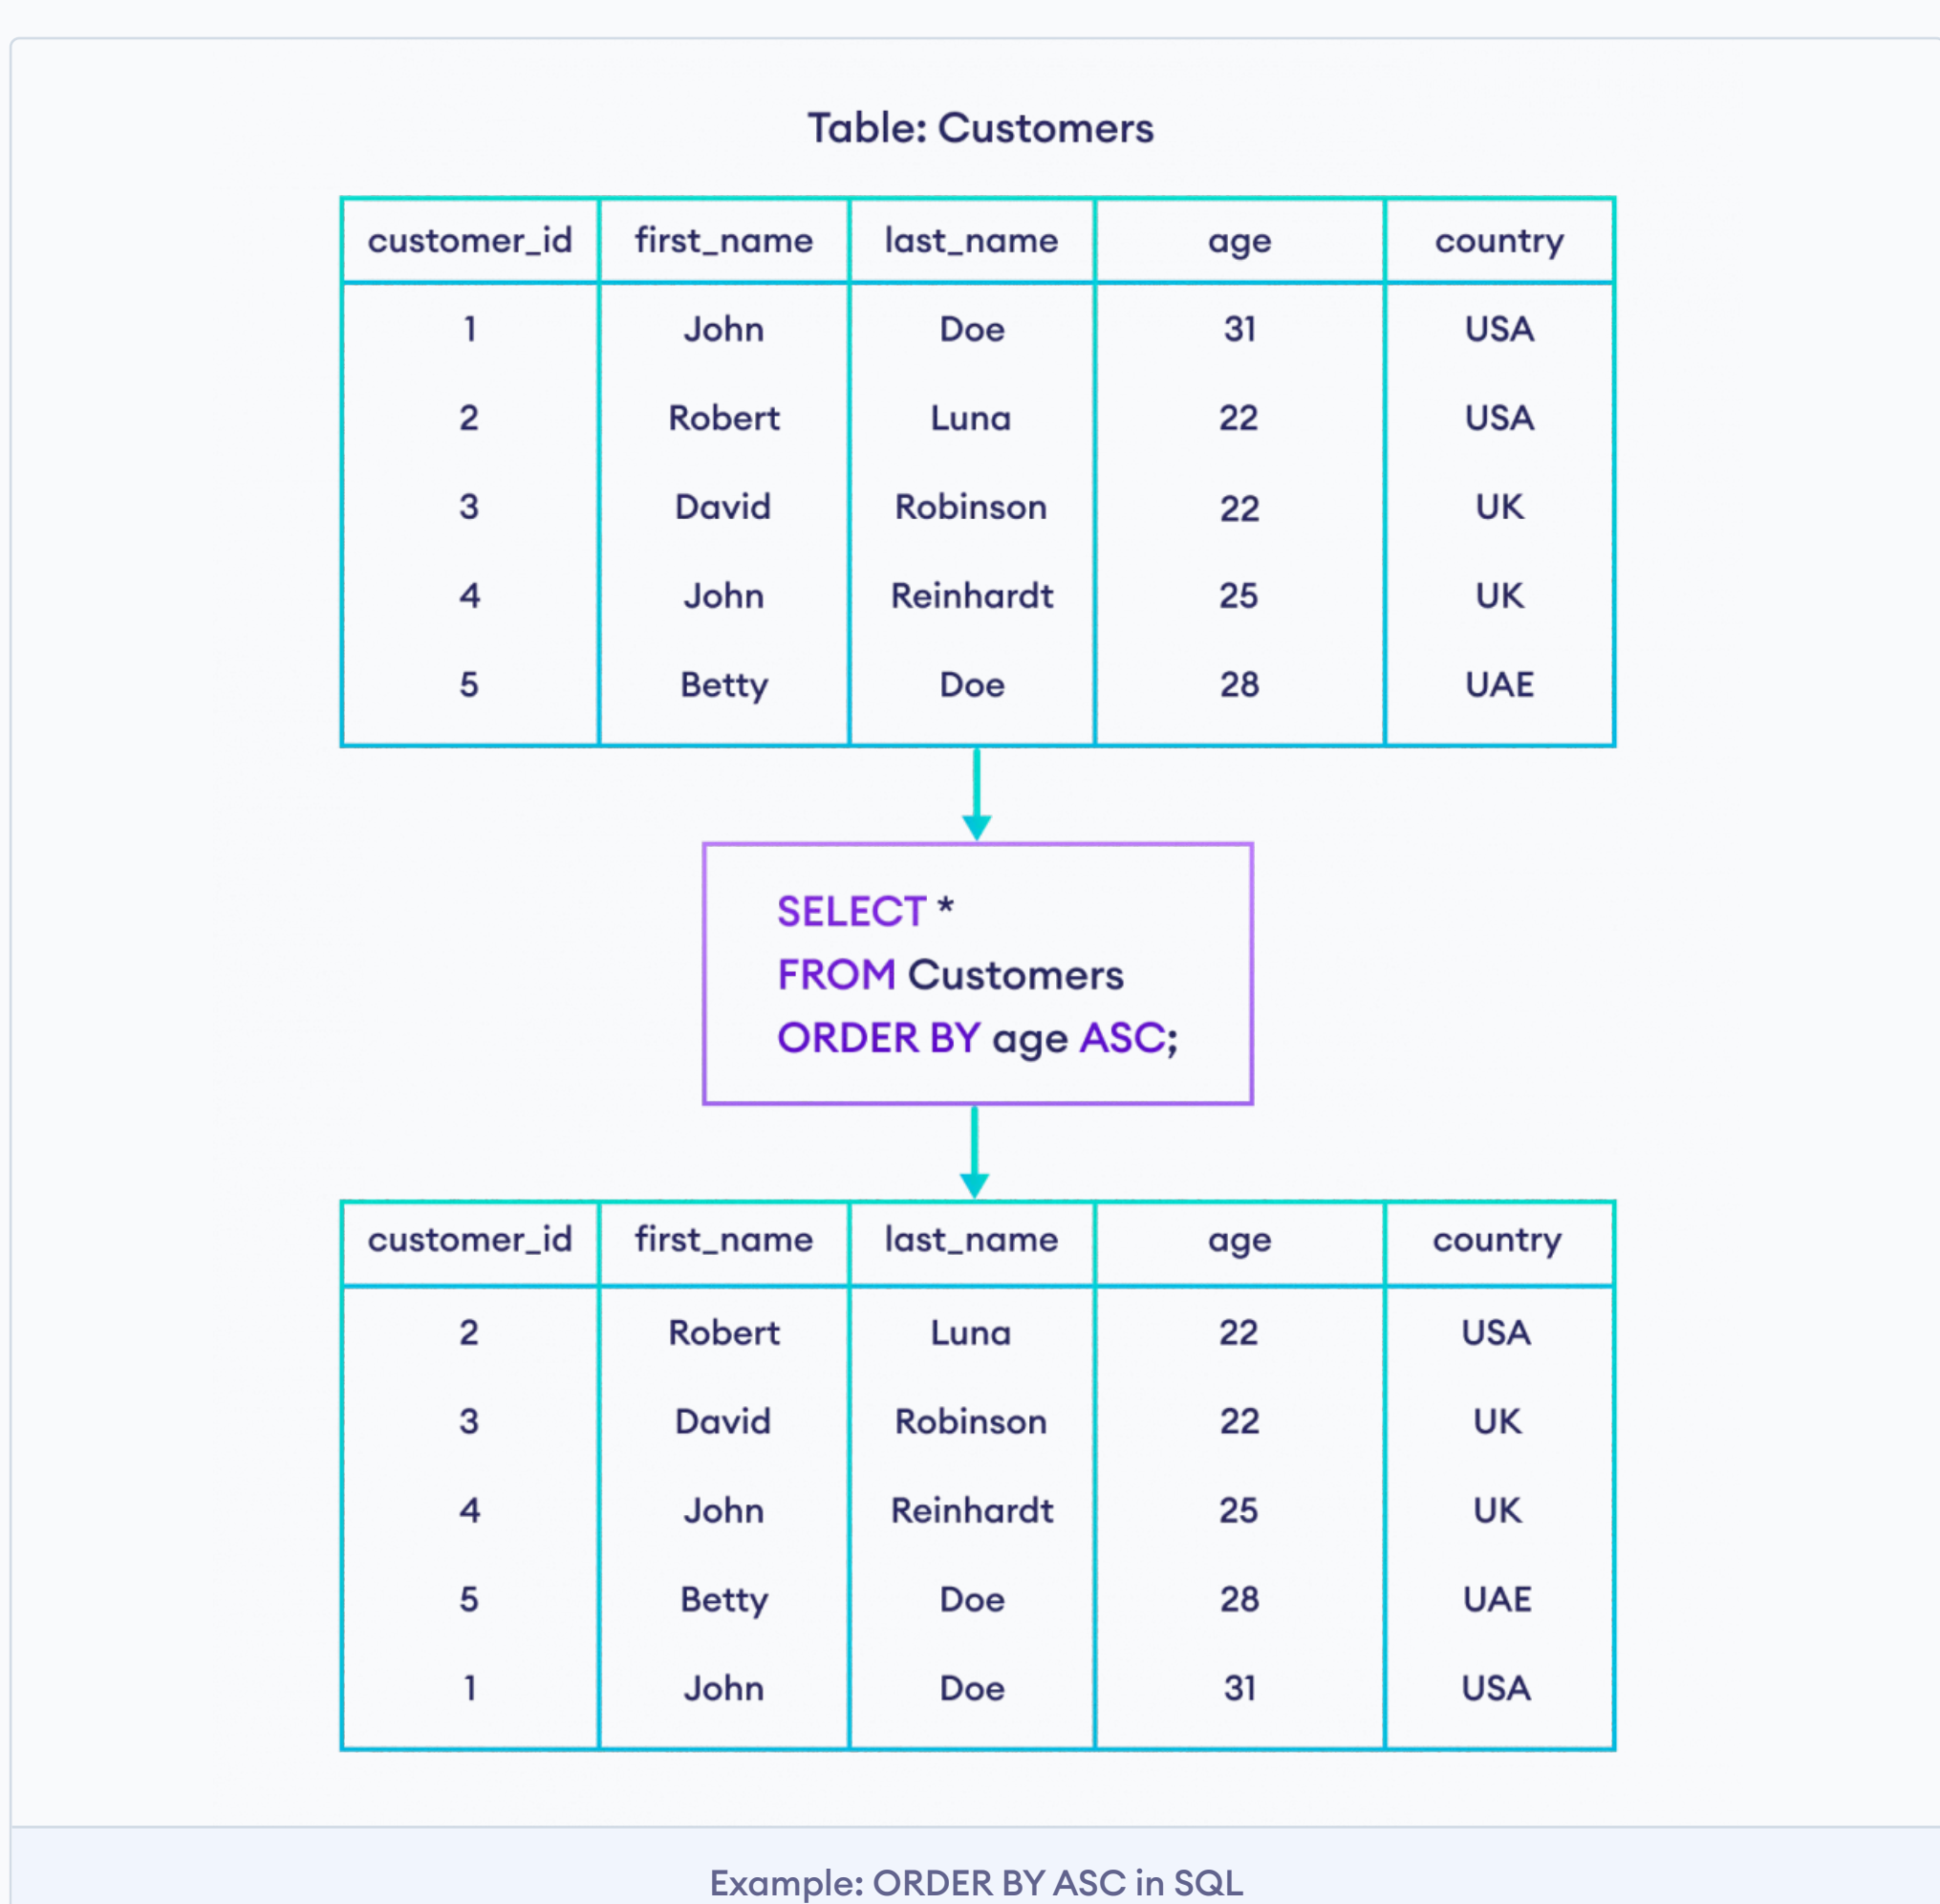 Table: Customers
customer_id first_name last_name age country
1 John Doe 31 USA
2 Robert Luna 22 USA
3 David Robinson 22 UK
4 John Reinhardt 25 UK
5 Betty Doe 28 UAE
SELECT *
FROM Customers
ORDER BY age ASC;
customer_id first_name last_name age country
2 Robert Luna 22 USA
3 David Robinson 22 UK
4 John Reinhardt 25 UK
5 Betty Doe 28 UAE
1 John Doe 31 USA
Example: ORDER BY ASC in SQL